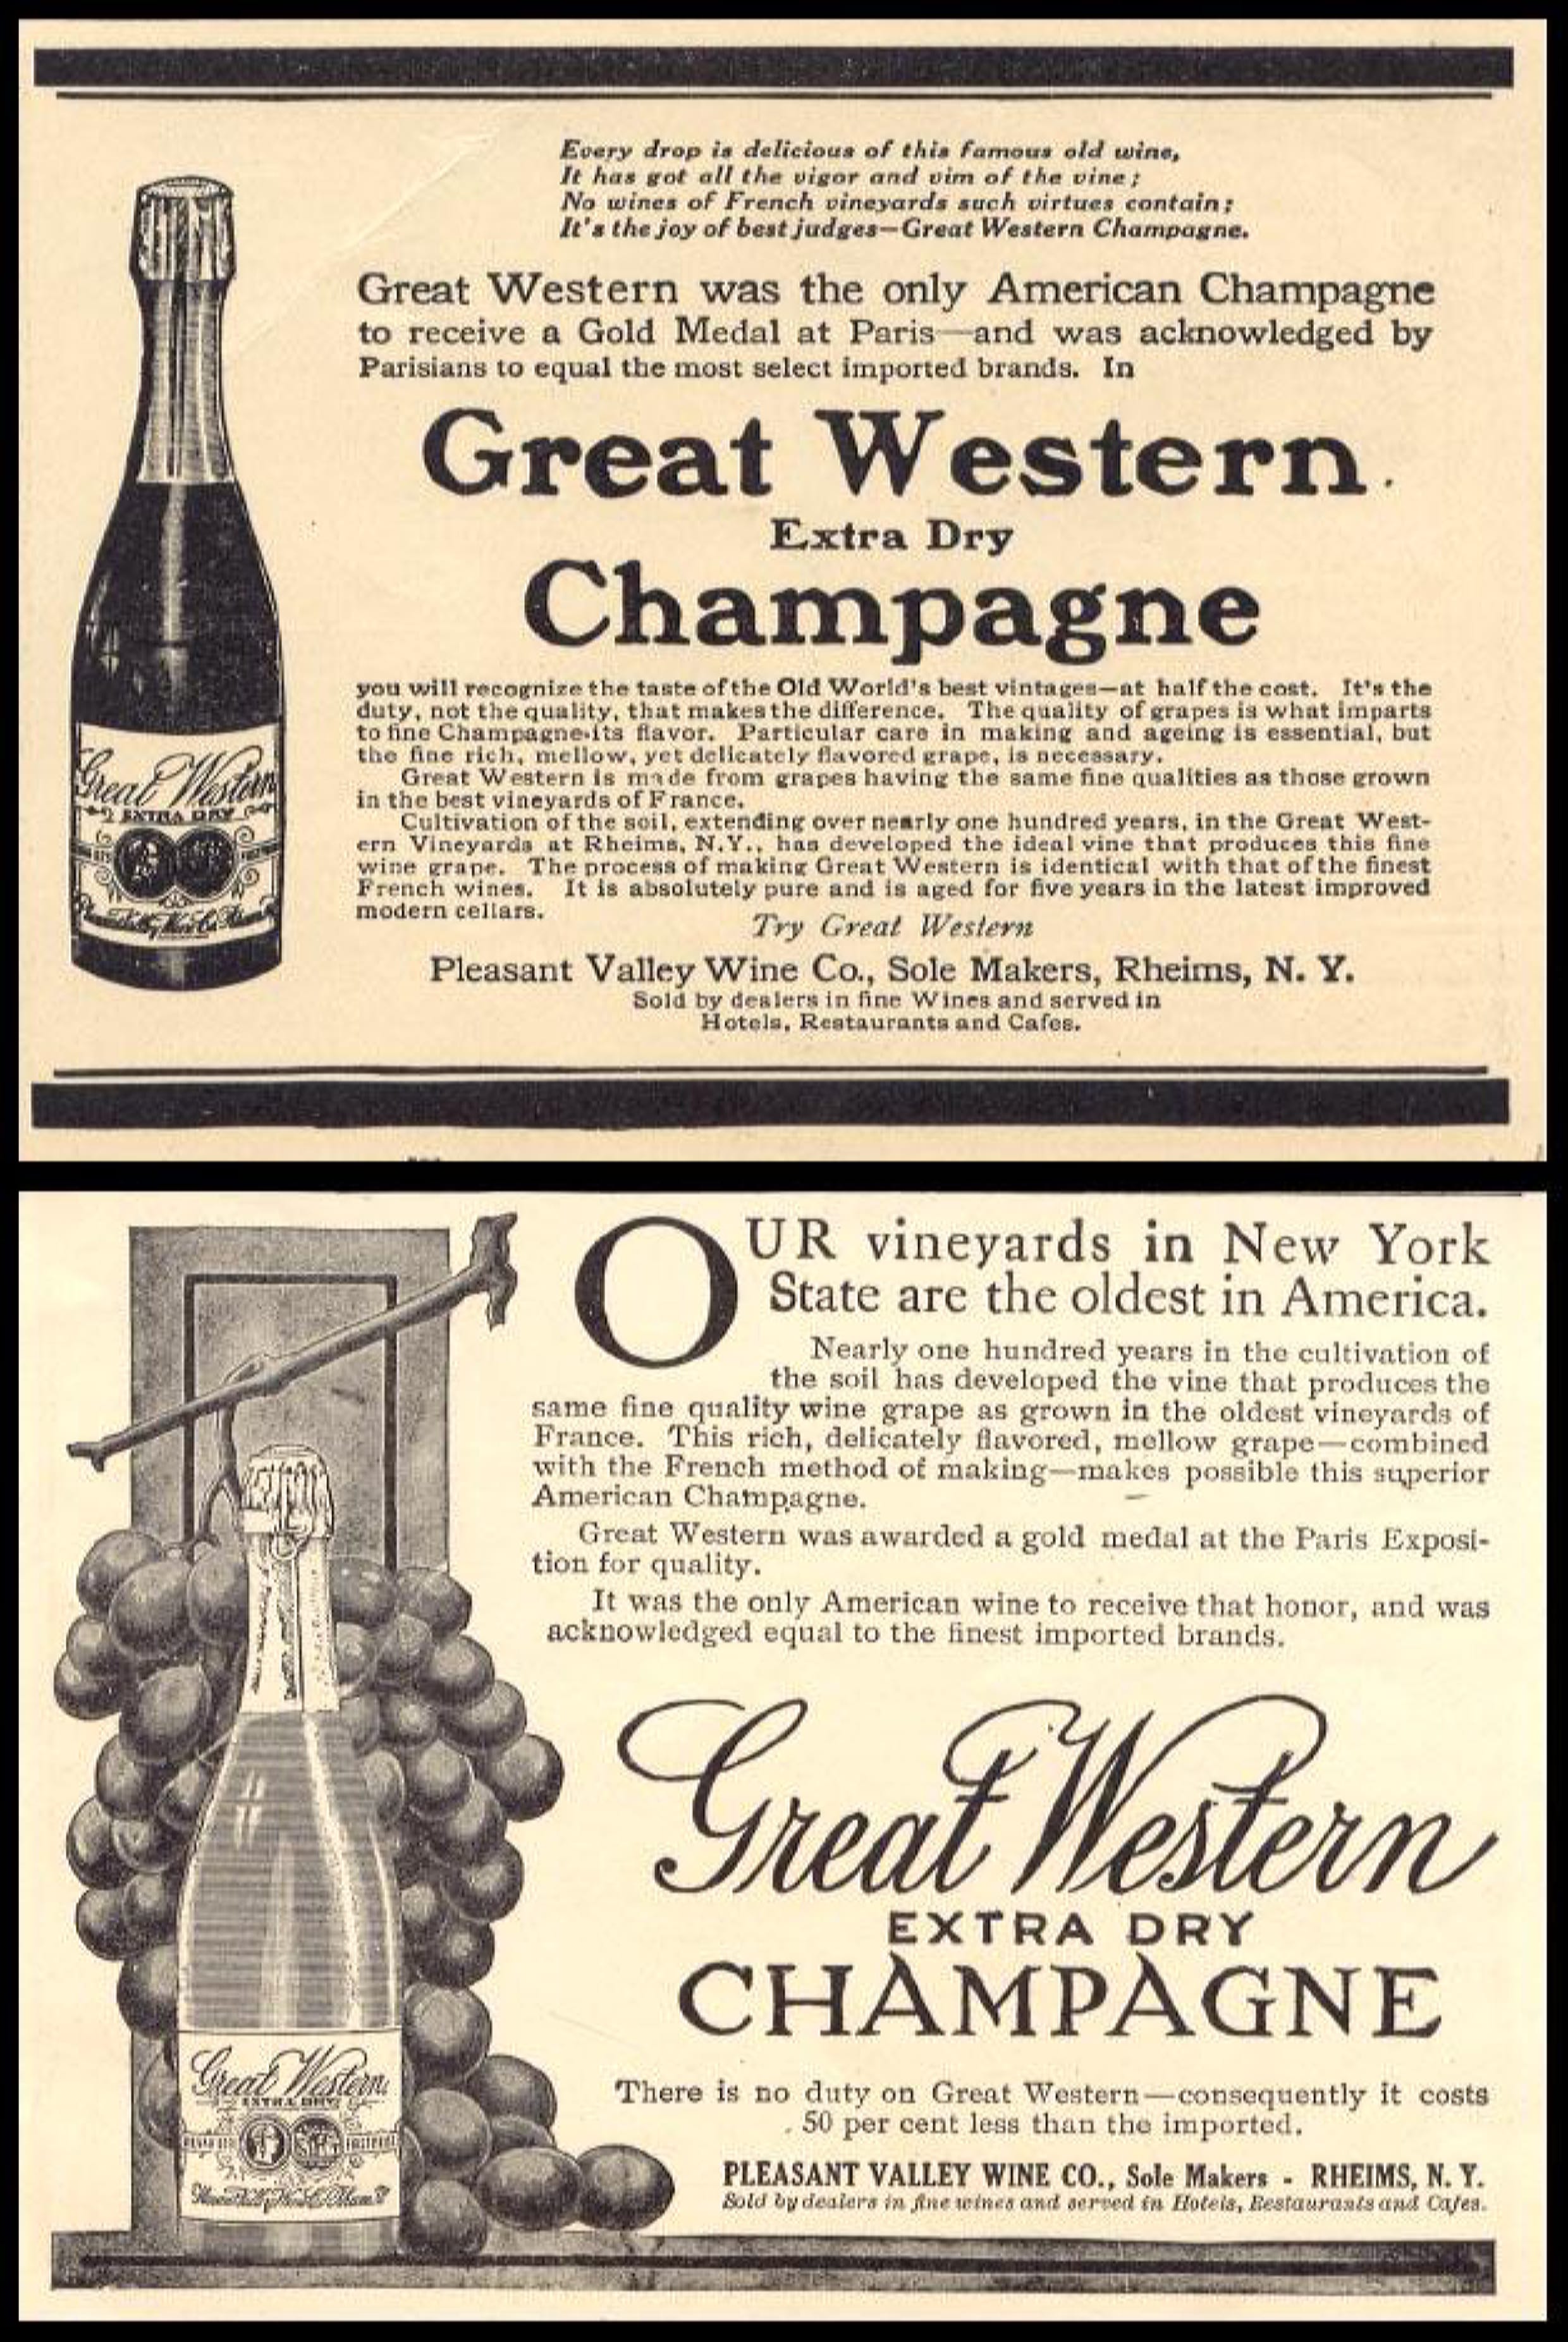 Every drop is delicious of this famous old wine,
It has got all the vigor and vim of the vine;
No wines of French vineyards such virtues contain;
It's the joy of best judges—Great Western Champagne.
Great Western was the only American Champagne
to receive a Gold Medal at Paris—and was acknowledged by
Parisians to equal the most select imported brands. In
Great Western
Extra Dry
Champagne
you will recognize the taste of the Old World's best vintages—at half the cost. It's the
duty, not the quality, that makes the difference. The quality of grapes is what imparts
to fine Champagne its flavor. Particular care in making and ageing is essential, but
the fine rich, mellow, yet delicately flavored grape, is necessary.
Great Western is made from grapes having the same fine qualities as those grown
in the best vineyards of France.
Cultivation of the soil, extending over nearly one hundred years, in the Great West-
ern Vineyards at Rheims, N.Y., has developed the ideal vine that produces this fine
wine grape. The process of making Great Western is identical with that of the finest
French wines. It is absolutely pure and is aged for five years in the latest improved
modern cellars.
Try Great Western
Pleasant Valley Wine Co., Sole Makers, Rheims, N. Y.
Sold by dealers in fine Wines and served in
Hotels, Restaurants and Cafes.
Great Western
EXTRA DRY
OUR vineyards in New York
State are the oldest in America.
Nearly one hundred years in the cultivation of
the soil has developed the vine that produces the
same fine quality wine grape as grown in the oldest vineyards of
France. This rich, delicately flavored, mellow grape—combined
with the French method of making—makes possible this superior
American Champagne.
Great Western was awarded a gold medal at the Paris Exposi-
tion for quality.
It was the only American wine to receive that honor, and was
acknowledged equal to the finest imported brands.
Great Western
EXTRA DRY
CHAMPAGNE
There is no duty on Great Western—consequently it costs
50 per cent less than the imported.
PLEASANT VALLEY WINE CO., Sole Makers - RHEIMS, N. Y.
Sold by dealers in fine wines and served in Hotels, Restaurants and Cafes.
Great Western
EXTRA DRY